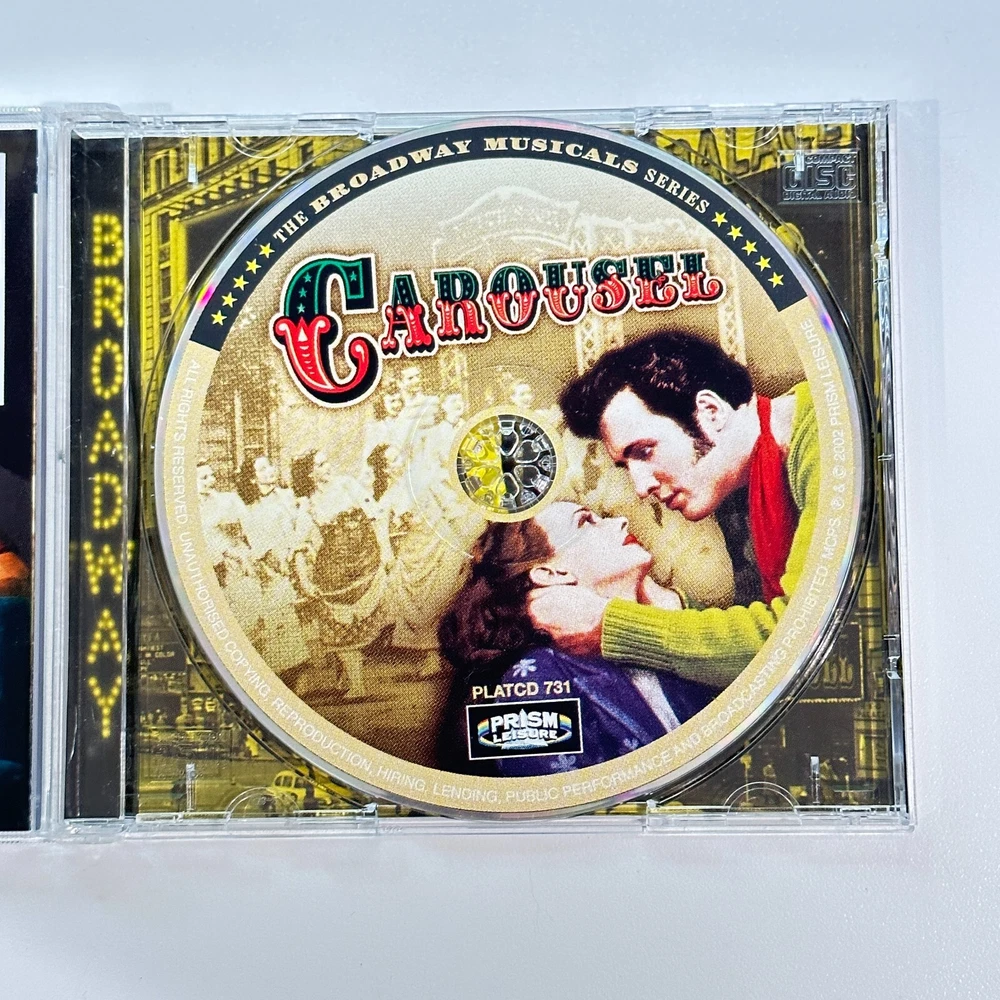 BROADWAY
THE BROADWAY MUSICALS SERIES
CAROUSEL
COMPACT
DISC
DIGITAL AUDIO
PALACE
PLATCD 731
PRISM
LEISURE
ALL RIGHTS RESERVED. UNAUTHORISED COPYING, REPRODUCTION, HIRING, LENDING, PUBLIC PERFORMANCE AND BROADCASTING PROHIBITED. MCPS. ℗ & © 2002 PRISM LEISURE